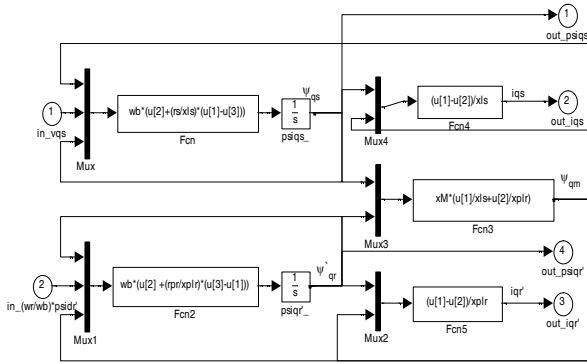 1
out_psiqs
1
in_vqs
Mux
wb*(u[2]+(rs/xls)*(u[1]-u[3]))
Fcn
1
s
psiqs_
ψqs
Mux4
(u[1]-u[2])/xls
Fcn4
iqs
2
out_iqs
Mux3
xM*(u[1]/xls+u[2]/xplr)
Fcn3
ψqm
2
in_(wr/wb)*psidr'
Mux1
wb*(u[2] +(rpr/xplr)*(u[3]-u[1]))
Fcn2
1
s
psiqr'_
ψ`qr
4
out_psiqr'
Mux2
(u[1]-u[2])/xplr
Fcn5
iqr'
3
out_iqr'